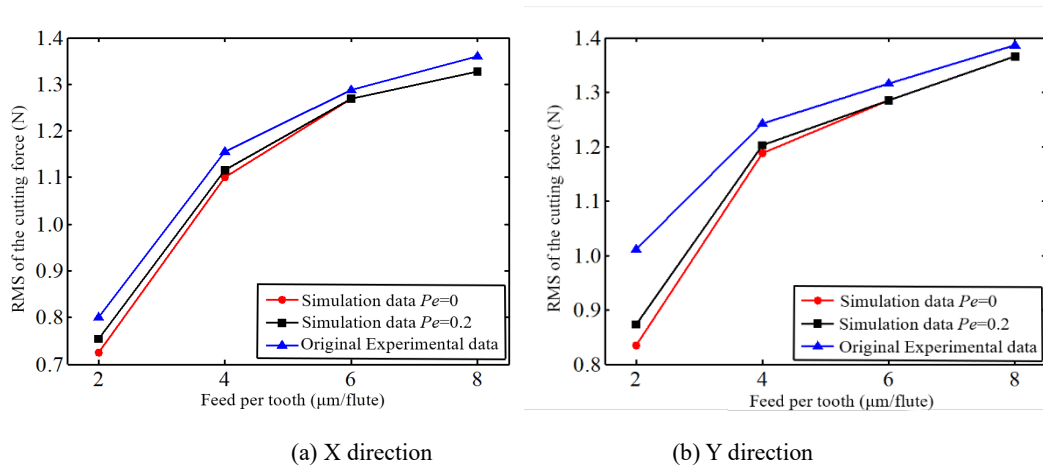 1.4
1.3
1.2
1.1
1.0
0.9
0.8
0.7
RMS of the cutting force (N)
2 4 6 8
Feed per tooth (μm/flute)
Simulation data Pe=0
Simulation data Pe=0.2
Original Experimental data
(a) X direction
1.4
1.3
1.2
1.1
1.0
0.9
0.8
RMS of the cutting force (N)
2 4 6 8
Feed per tooth (μm/flute)
Simulation data Pe=0
Simulation data Pe=0.2
Original Experimental data
(b) Y direction